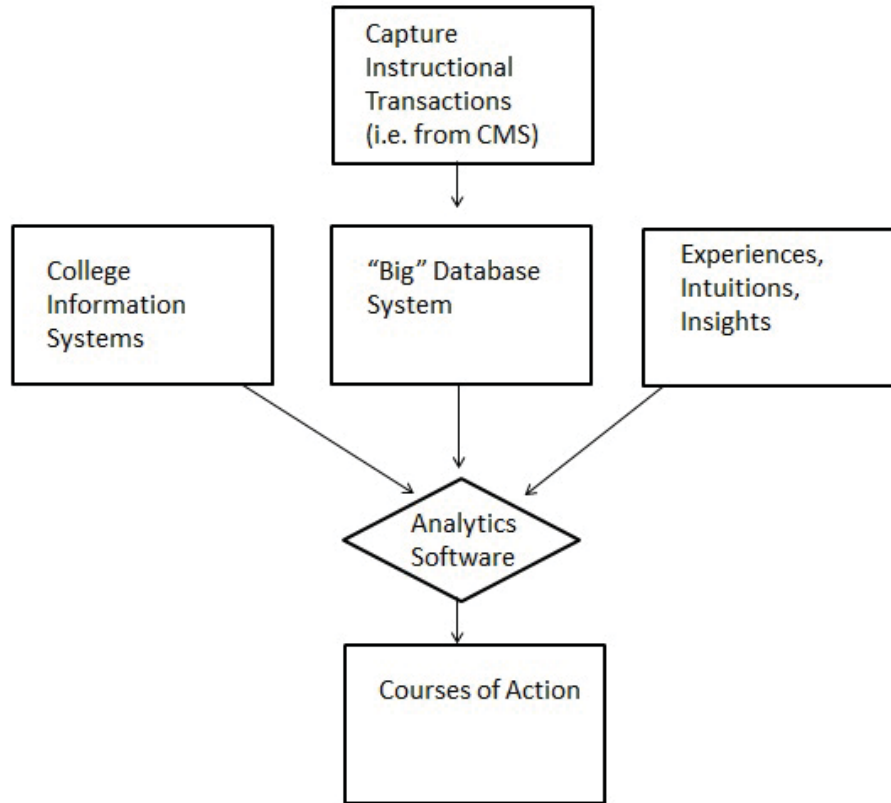 Capture
Instructional
Transactions
(i.e. from CMS)
College
Information
Systems
“Big” Database
System
Experiences,
Intuitions,
Insights
Analytics
Software
Courses of Action